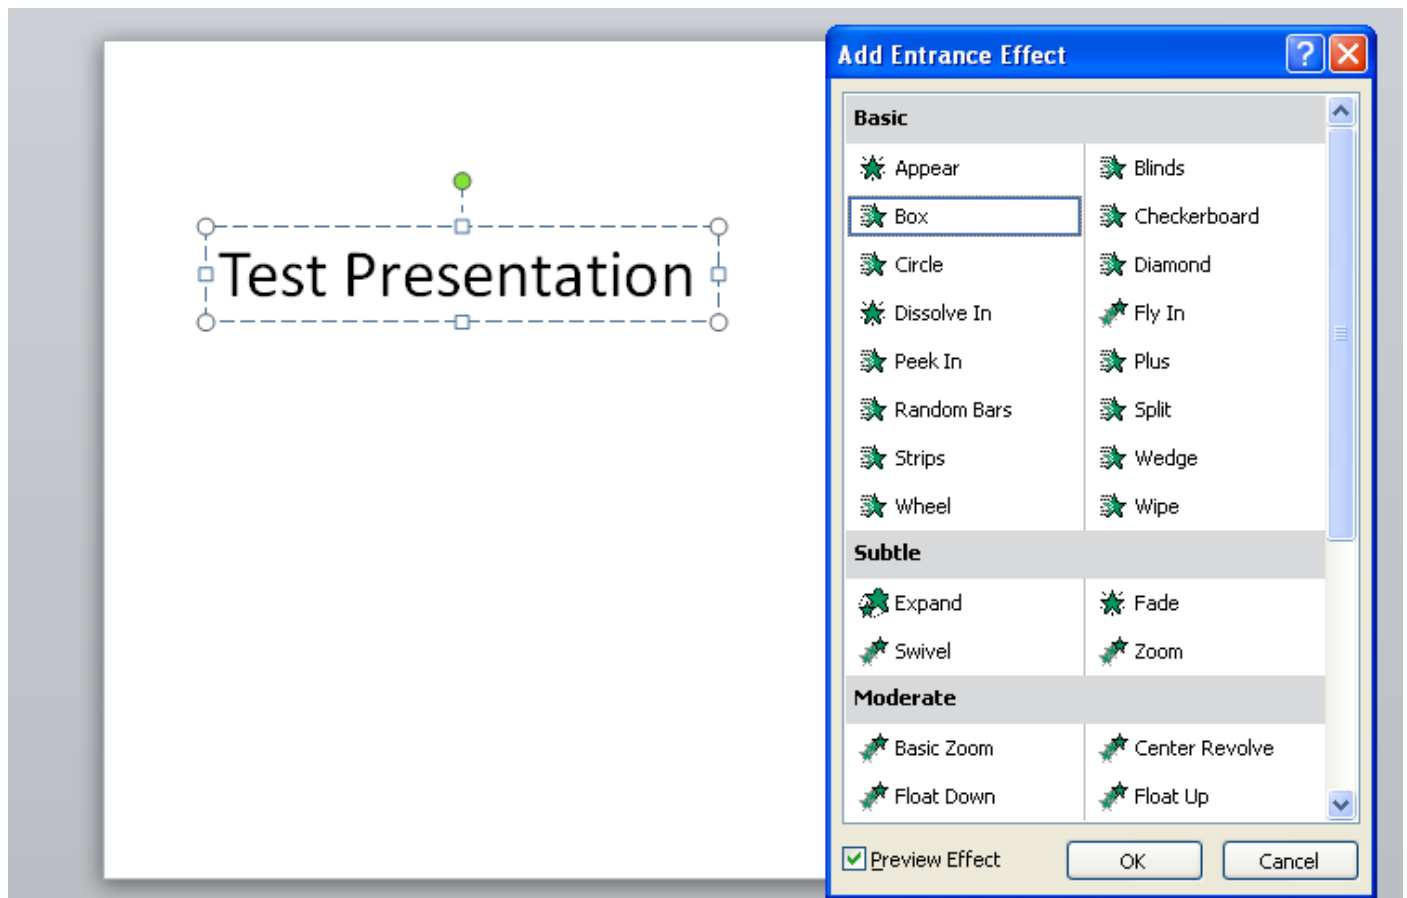 Test Presentation
Add Entrance Effect
?
Basic
Appear Blinds
Box Checkerboard
Circle Diamond
Dissolve In Fly In
Peek In Plus
Random Bars Split
Strips Wedge
Wheel Wipe
Subtle
Expand Fade
Swivel Zoom
Moderate
Basic Zoom Center Revolve
Float Down Float Up
Preview Effect OK Cancel